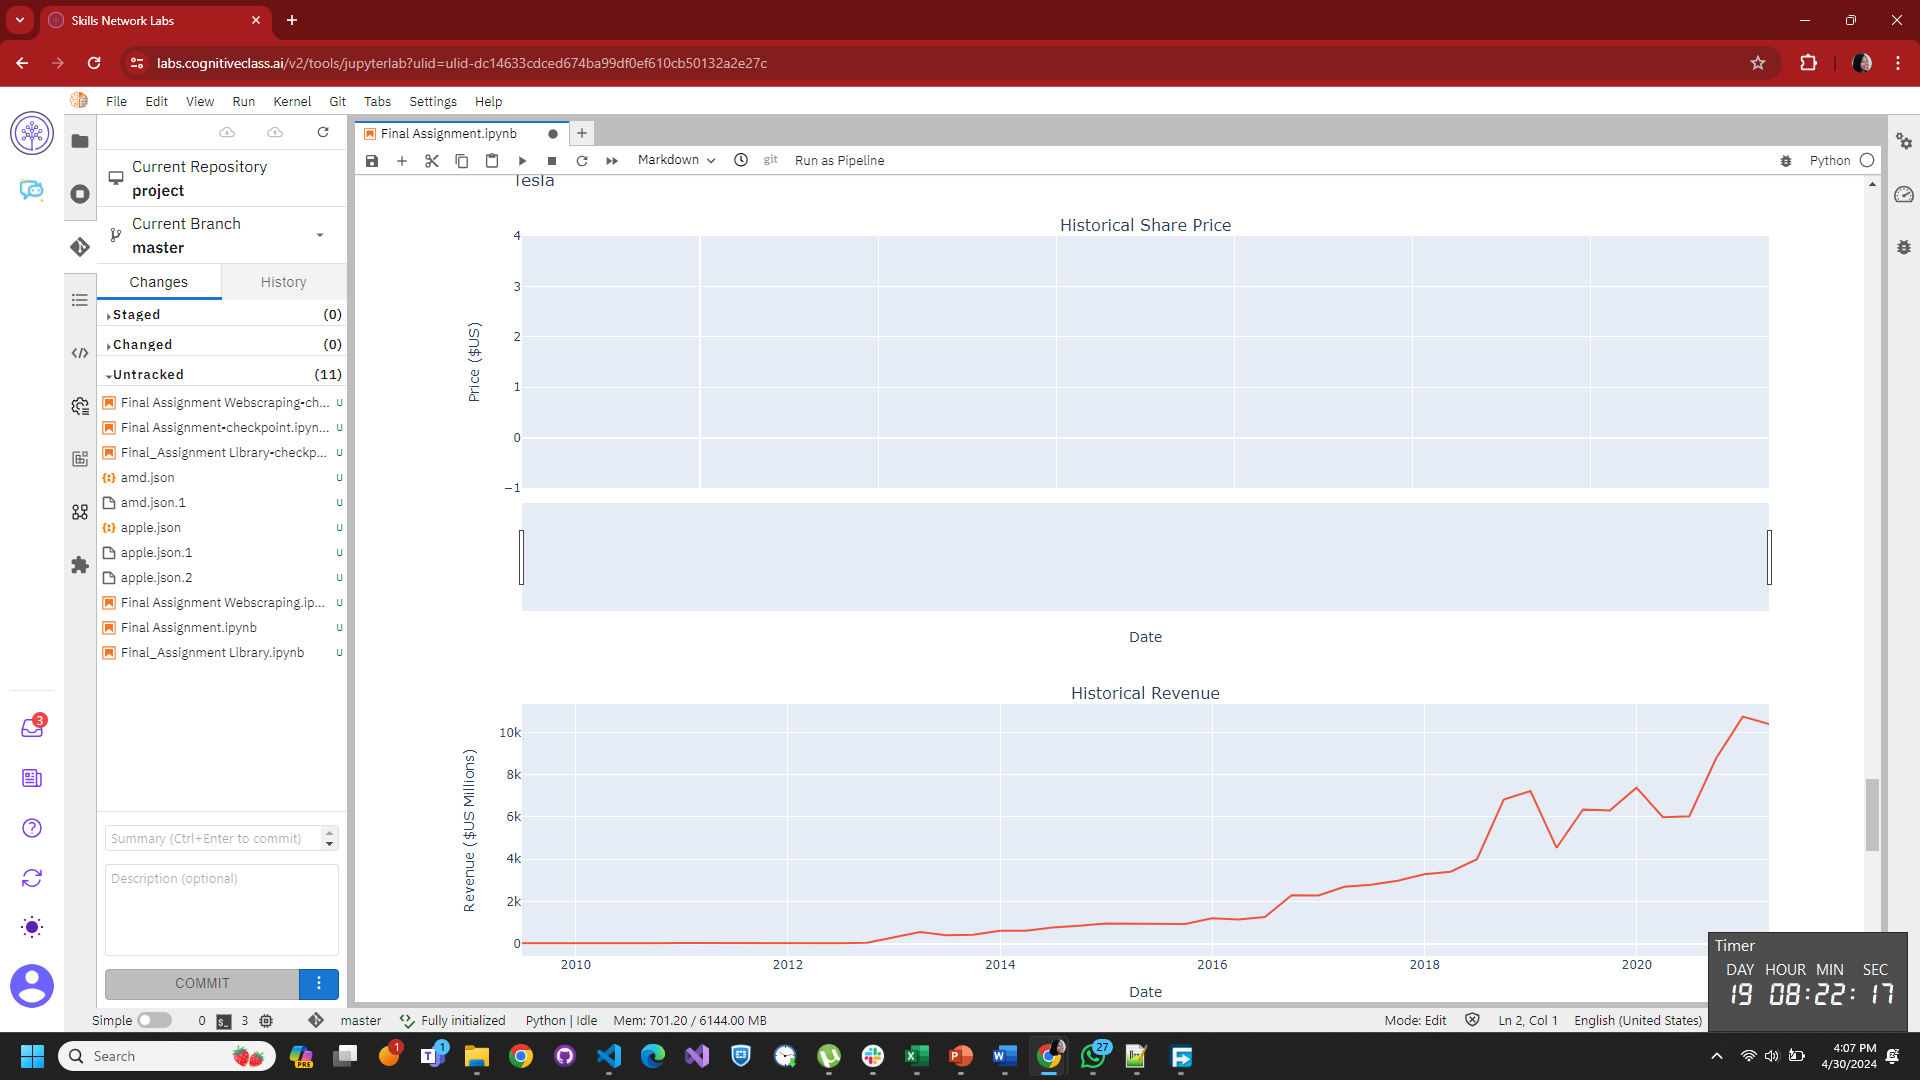 Skills Network Labs
labs.cognitiveclass.ai/v2/tools/jupyterlab?ulid=ulid-dc14633cdced674ba99df0ef610cb50132a2e27c
File Edit View Run Kernel Git Tabs Settings Help
Current Repository
project
Current Branch
master
Changes History
Staged (0)
Changed (0)
Untracked (11)
Final Assignment Webscraping-ch... U
Final Assignment-checkpoint.ipyn... U
Final_Assignment Library-checkp... U
amd.json U
amd.json.1 U
apple.json U
apple.json.1 U
apple.json.2 U
Final Assignment Webscraping.ip... U
Final Assignment.ipynb U
Final_Assignment Library.ipynb U
Summary (Ctrl+Enter to commit)
Description (optional)
COMMIT
3
Final Assignment.ipynb
Markdown git Run as Pipeline Python
Tesla
Historical Share Price
4
3
2
1
0
−1
Price ($US)
Date
Historical Revenue
10k
8k
6k
4k
2k
0
Revenue ($US Millions)
2010 2012 2014 2016 2018 2020
Date
Timer
DAY HOUR MIN SEC
19 08:22:17
Simple 0 $_ 3 master Fully initialized Python | Idle Mem: 701.20 / 6144.00 MB Mode: Edit Ln 2, Col 1 English (United States)
Search PRE 1 1 27 4:07 PM
4/30/2024